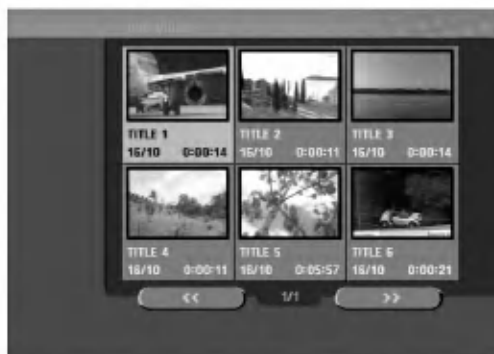 TITLE 1
16/10 0:00:14
TITLE 2
16/10 0:00:11
TITLE 3
16/10 0:00:14
TITLE 4
16/10 0:00:11
TITLE 5
16/10 0:05:57
TITLE 6
16/10 0:00:21
<< 1/1 >>